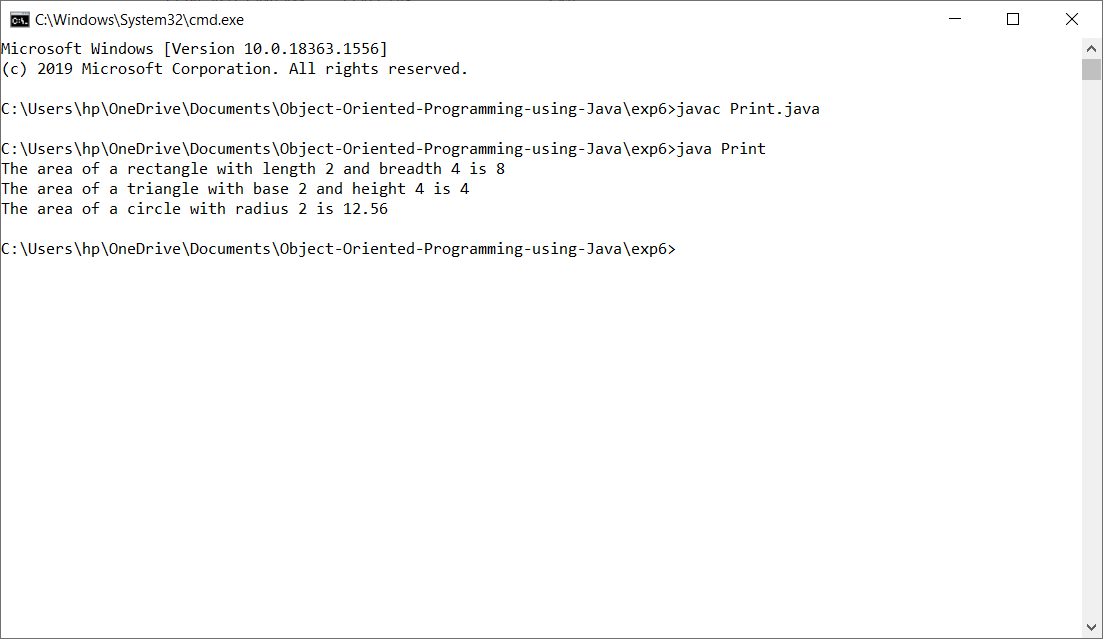 C:\Windows\System32\cmd.exe
Microsoft Windows [Version 10.0.18363.1556]
(c) 2019 Microsoft Corporation. All rights reserved.
C:\Users\hp\OneDrive\Documents\Object-Oriented-Programming-using-Java\exp6>javac Print.java
C:\Users\hp\OneDrive\Documents\Object-Oriented-Programming-using-Java\exp6>java Print
The area of a rectangle with length 2 and breadth 4 is 8
The area of a triangle with base 2 and height 4 is 4
The area of a circle with radius 2 is 12.56
C:\Users\hp\OneDrive\Documents\Object-Oriented-Programming-using-Java\exp6>